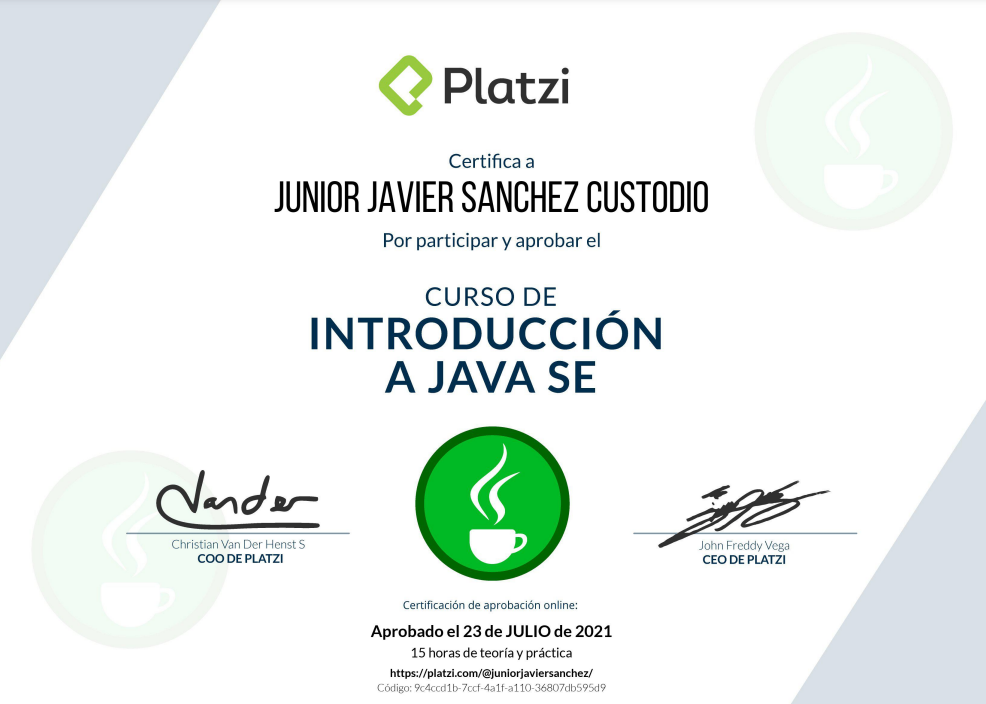 Platzi
Certifica a
JUNIOR JAVIER SANCHEZ CUSTODIO
Por participar y aprobar el
CURSO DE
INTRODUCCIÓN
A JAVA SE
Vander
Christian Van Der Henst S
COO DE PLATZI
John Freddy Vega
CEO DE PLATZI
Certificación de aprobación online:
Aprobado el 23 de JULIO de 2021
15 horas de teoría y práctica
https://platzi.com/@juniorjaviersanchez/
Código: 9c4ccd1b-7ccf-4a1f-a110-36807db595d9